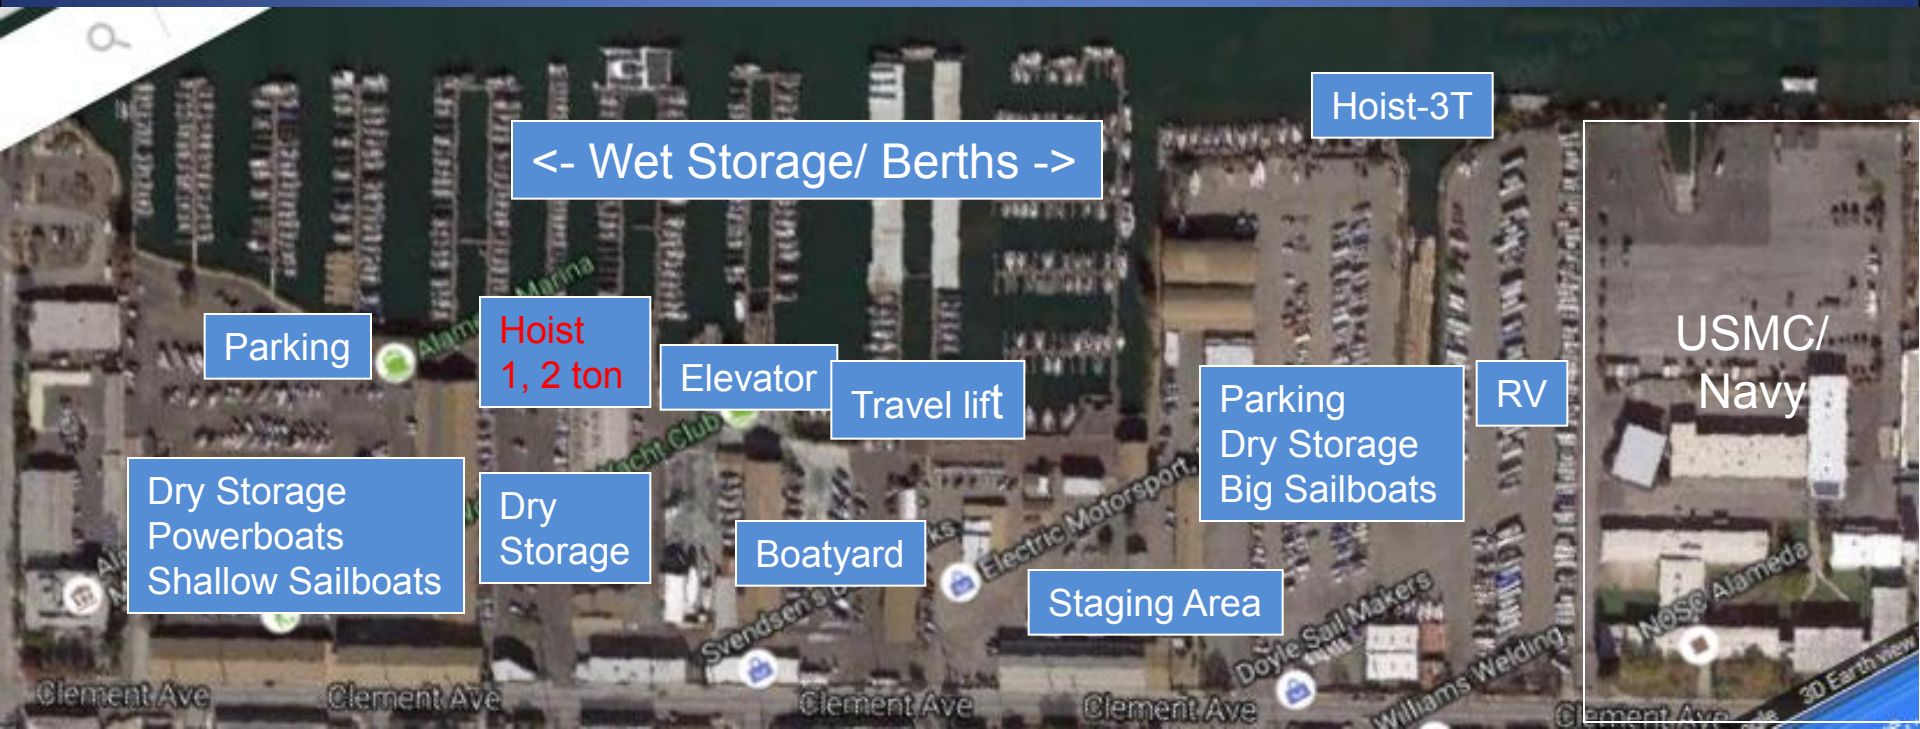 Hoist-3T
<- Wet Storage/ Berths ->
Alameda Marina
Hoist
1, 2 ton
Parking
Elevator
Travel lift
USMC/
Navy
RV
Parking
Dry Storage
Big Sailboats
Yacht Club
Dry Storage
Powerboats
Shallow Sailboats
Dry
Storage
Boatyard
Electric Motorsport,
Staging Area
Svendsen's
Doyle Sail Makers
NOSC Alameda
Williams Welding
3D Earth View
Clement Ave
Clement Ave
Clement Ave
Clement Ave
Clement Ave